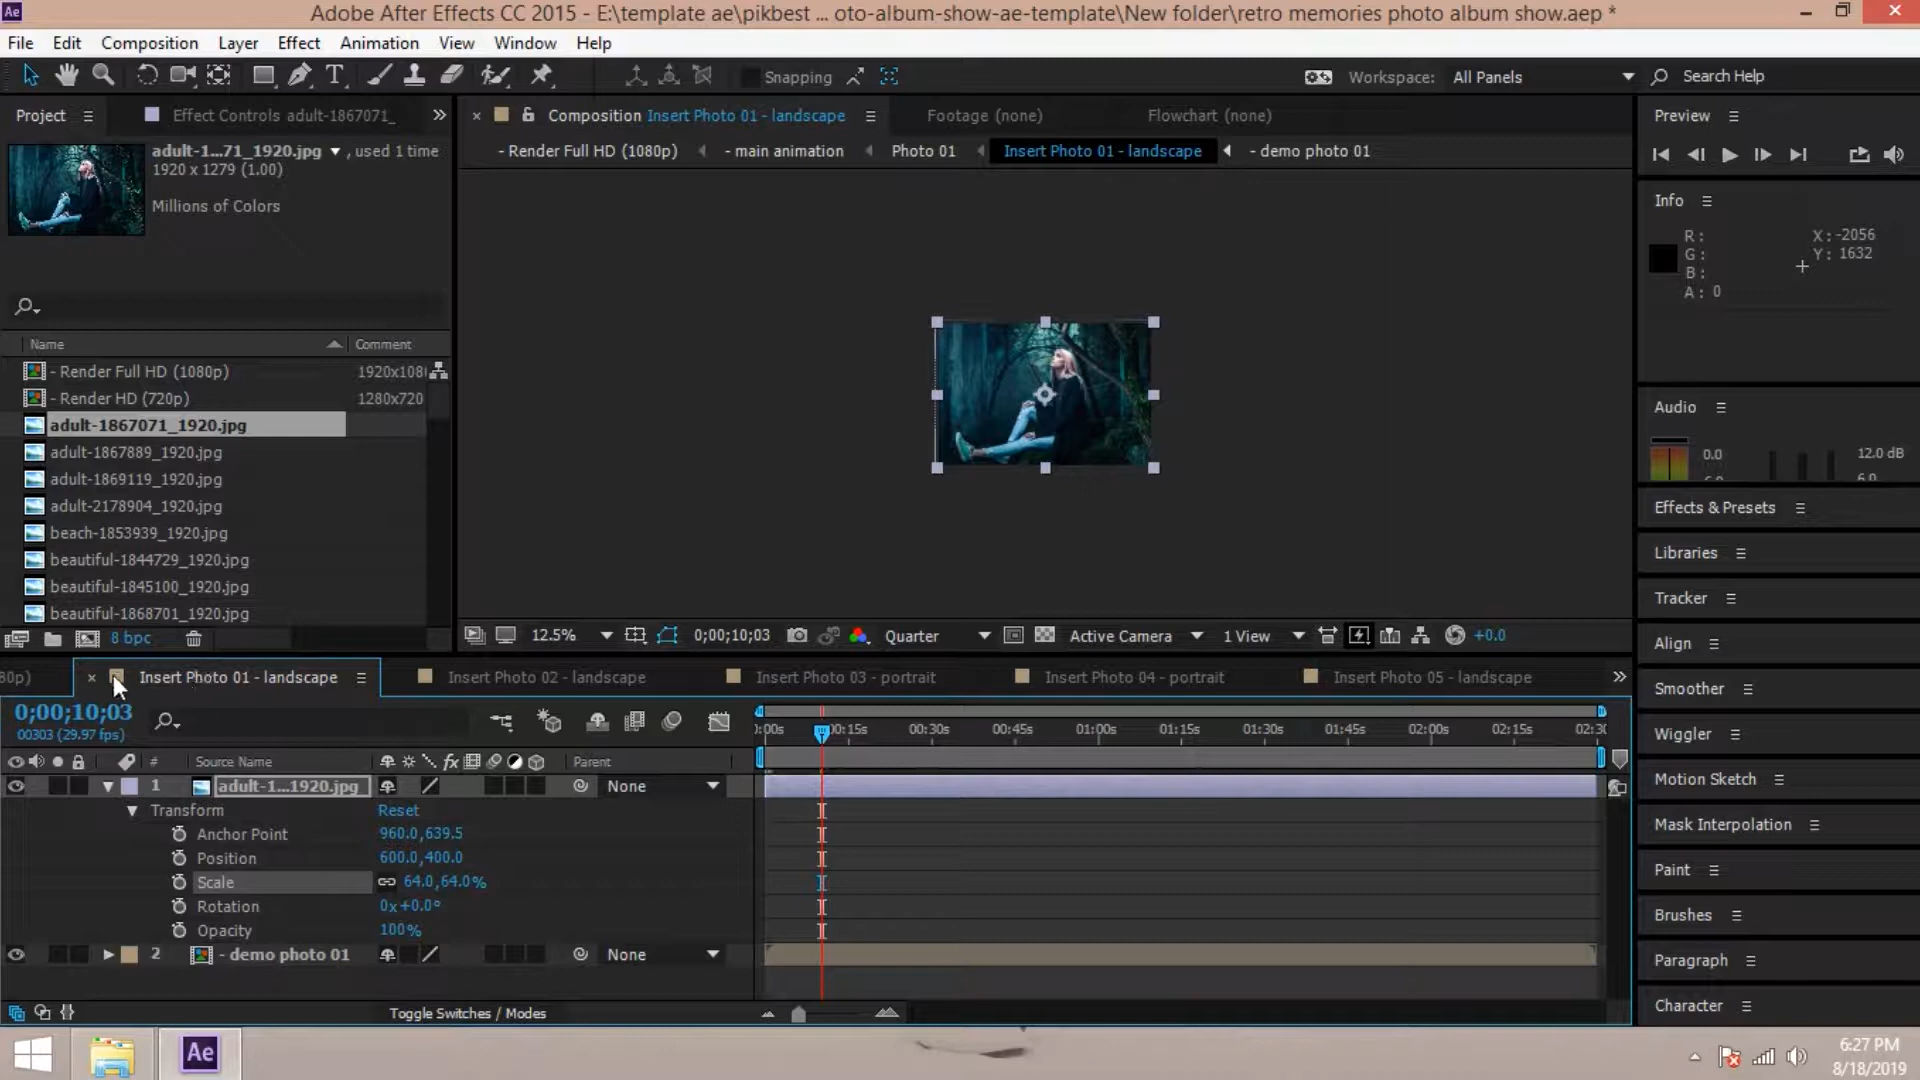 Ae
Adobe After Effects CC 2015 - E:\template ae\pikbest ... oto-album-show-ae-template\New folder\retro memories photo album show.aep *
File Edit Composition Layer Effect Animation View Window Help
Snapping
Workspace: All Panels
Search Help
Project
Effect Controls adult-1867071_
Composition Insert Photo 01 - landscape
Footage (none)
Flowchart (none)
Preview
adult-1...71_1920.jpg , used 1 time
1920 x 1279 (1.00)
Millions of Colors
- Render Full HD (1080p)
- main animation
Photo 01
Insert Photo 01 - landscape
- demo photo 01
Info
R:
G:
B:
A: 0
X: -2056
Y: 1632
Name
Comment
- Render Full HD (1080p) 1920x1080
- Render HD (720p) 1280x720
adult-1867071_1920.jpg
adult-1867889_1920.jpg
adult-1869119_1920.jpg
adult-2178904_1920.jpg
beach-1853939_1920.jpg
beautiful-1844729_1920.jpg
beautiful-1845100_1920.jpg
beautiful-1868701_1920.jpg
8 bpc
Audio
0.0
12.0 dB
Effects & Presets
Libraries
Tracker
Align
Smoother
Wiggler
Motion Sketch
Mask Interpolation
Paint
Brushes
Paragraph
Character
12.5%
0;00;10;03
Quarter
Active Camera
1 View
+0.0
80p)
Insert Photo 01 - landscape
Insert Photo 02 - landscape
Insert Photo 03 - portrait
Insert Photo 04 - portrait
Insert Photo 05 - landscape
0;00;10;03
00303 (29.97 fps)
:00s 00:15s 00:30s 00:45s 01:00s 01:15s 01:30s 01:45s 02:00s 02:15s 02:30
# Source Name
fx
Parent
1 adult-1...1920.jpg None
Transform Reset
Anchor Point 960.0,639.5
Position 600.0,400.0
Scale 64.0,64.0%
Rotation 0x+0.0°
Opacity 100%
2 - demo photo 01 None
Toggle Switches / Modes
Ae
6:27 PM
8/18/2019